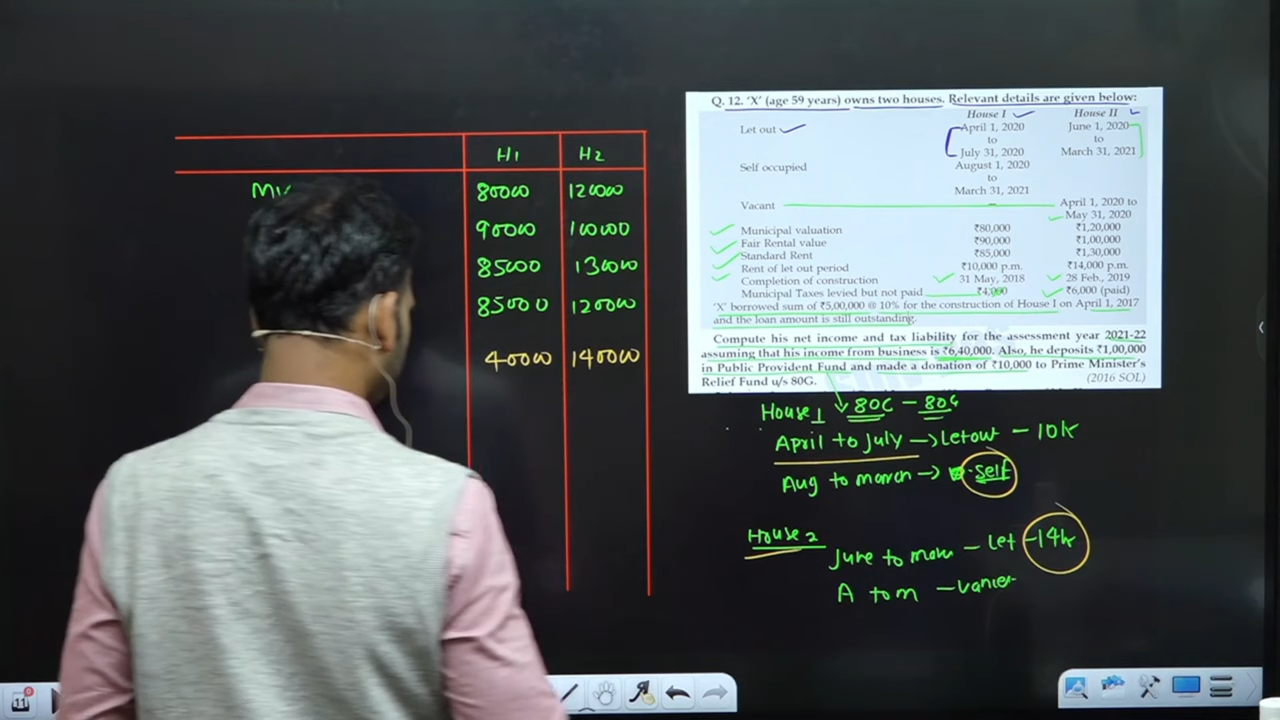 H1 H2
MV 80000 120000
90000 100000
85000 130000
85000 120000
40000 140000
Q. 12. 'X' (age 59 years) owns two houses. Relevant details are given below:
House I House II
Let out April 1, 2020 June 1, 2020
to to
July 31, 2020 March 31, 2021
Self occupied August 1, 2020
to
March 31, 2021
Vacant – April 1, 2020 to
May 31, 2020
Municipal valuation ₹80,000 ₹1,20,000
Fair Rental value ₹90,000 ₹1,00,000
Standard Rent ₹85,000 ₹1,30,000
Rent of let out period ₹10,000 p.m. ₹14,000 p.m.
Completion of construction 31 May, 2018 28 Feb., 2019
Municipal Taxes levied but not paid ₹4,000 ₹6,000 (paid)
'X' borrowed sum of ₹5,00,000 @ 10% for the construction of House I on April 1, 2017
and the loan amount is still outstanding.
Compute his net income and tax liability for the assessment year 2021-22
assuming that his income from business is ₹6,40,000. Also, he deposits ₹1,00,000
in Public Provident Fund and made a donation of ₹10,000 to Prime Minister's
Relief Fund u/s 80G. (2016 SOL)
House 1 80C - 80G
April to July → Letout - 10k
Aug to march → self
House 2
June to - Let - 14k
A to m -
11